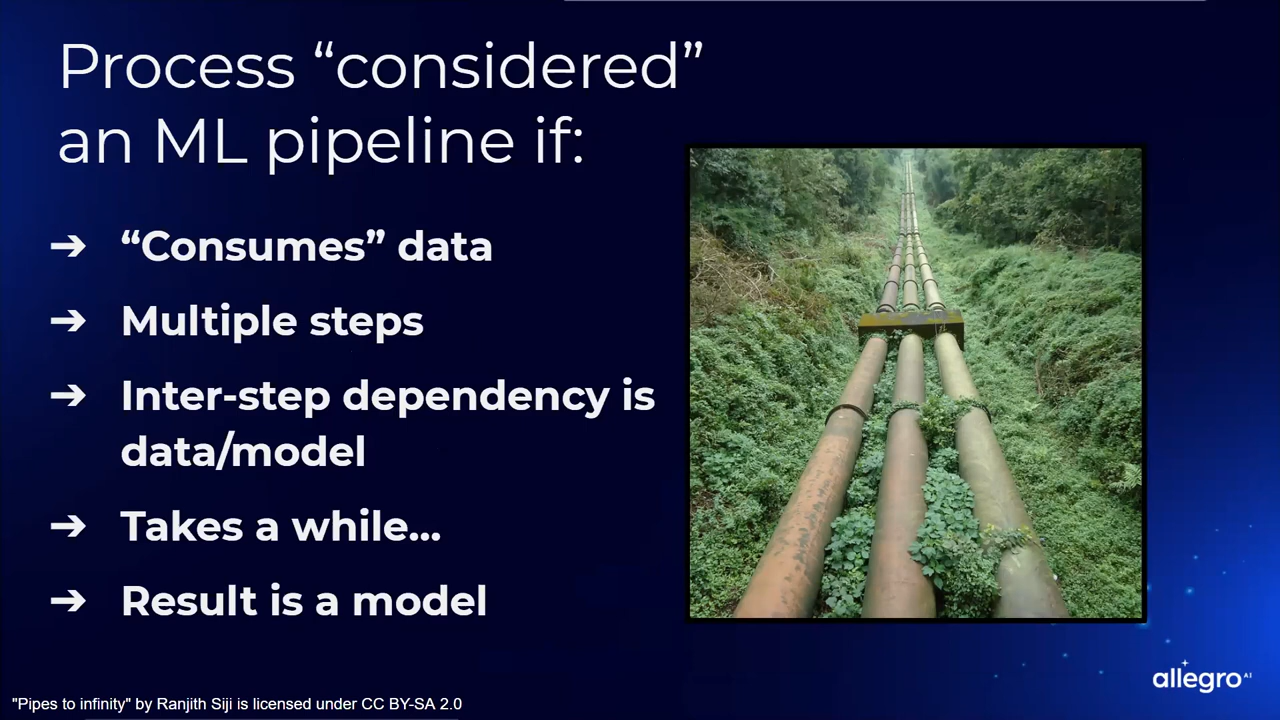 Process “considered”
an ML pipeline if:
➔ “Consumes” data
➔ Multiple steps
➔ Inter-step dependency is
data/model
➔ Takes a while...
➔ Result is a model
allegro AI
"Pipes to infinity" by Ranjith Siji is licensed under CC BY-SA 2.0